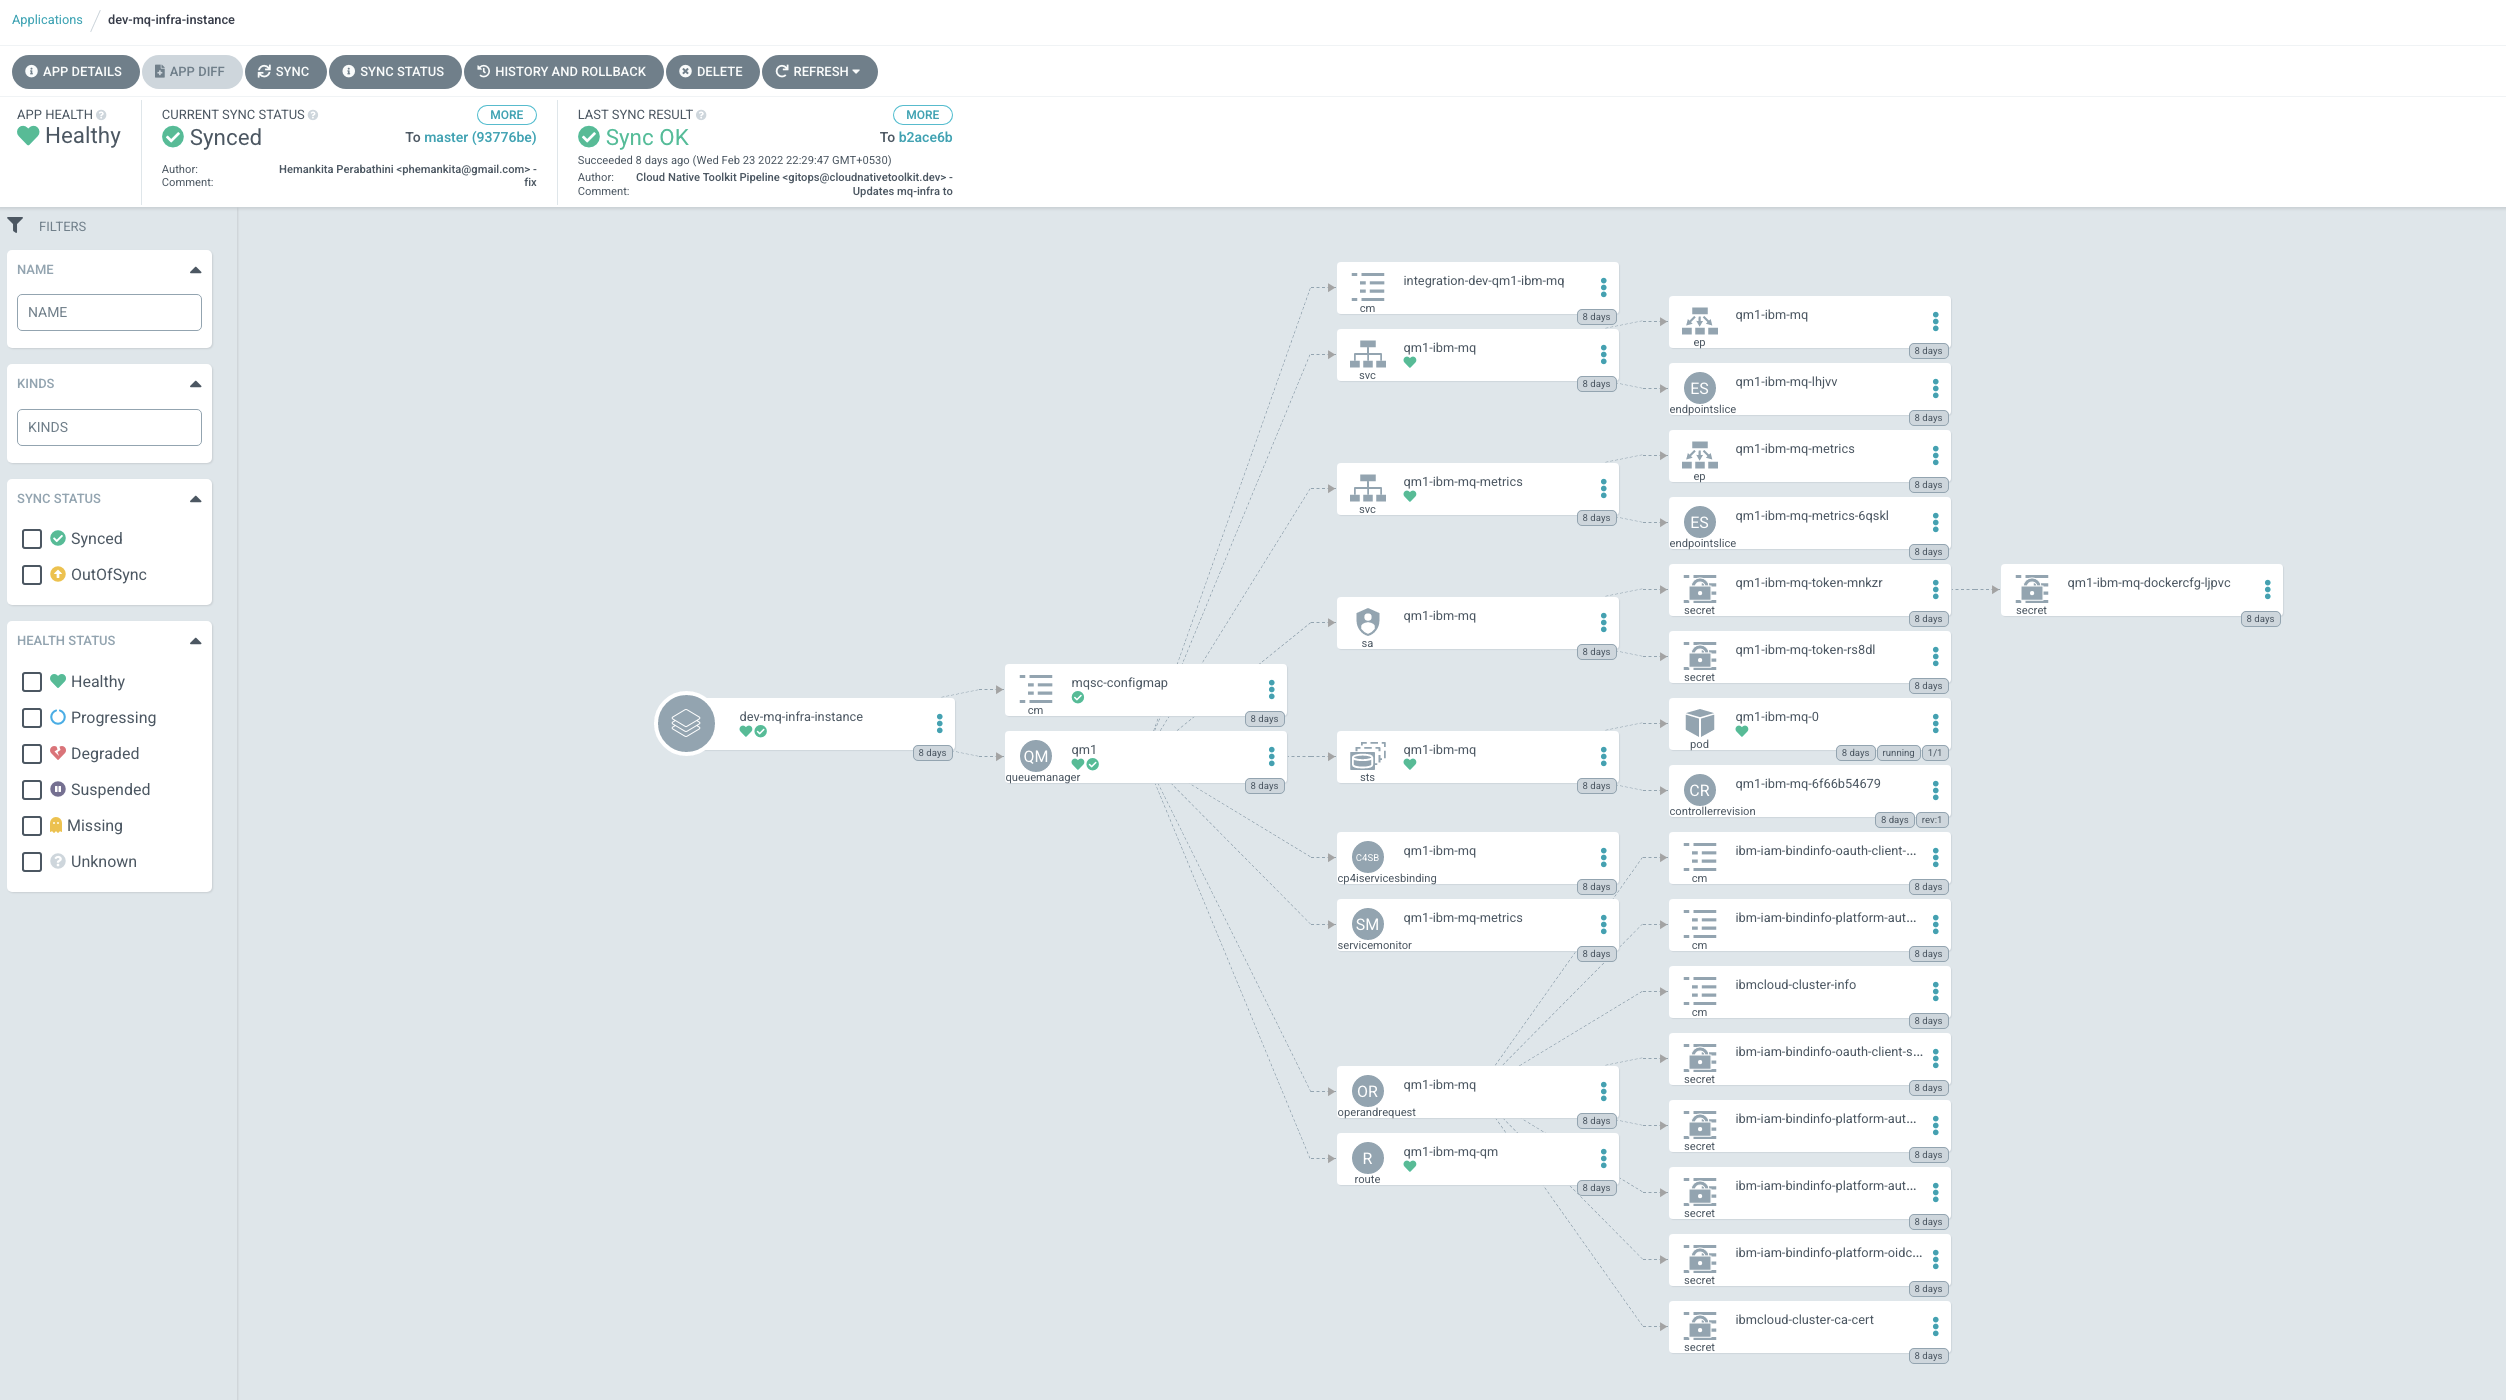 Applications / dev-mq-infra-instance
APP DETAILS
APP DIFF
SYNC
SYNC STATUS
HISTORY AND ROLLBACK
DELETE
REFRESH
APP HEALTH
Healthy
CURRENT SYNC STATUS
MORE
Synced
To master (93776be)
Author: Hemankita Perabathini <phemankita@gmail.com> -
Comment: fix
LAST SYNC RESULT
MORE
Sync OK
To b2ace6b
Succeeded 8 days ago (Wed Feb 23 2022 22:29:47 GMT+0530)
Author: Cloud Native Toolkit Pipeline <gitops@cloudnativetoolkit.dev> -
Comment: Updates mq-infra to
FILTERS
NAME
NAME
KINDS
KINDS
SYNC STATUS
Synced
OutOfSync
HEALTH STATUS
Healthy
Progressing
Degraded
Suspended
Missing
Unknown
dev-mq-infra-instance
8 days
mqsc-configmap
cm
8 days
QM
qm1
queuemanager
8 days
integration-dev-qm1-ibm-mq
cm
8 days
qm1-ibm-mq
svc
8 days
qm1-ibm-mq-metrics
svc
8 days
qm1-ibm-mq
sa
8 days
qm1-ibm-mq
sts
8 days
C4SB
qm1-ibm-mq
cp4iservicesbinding
8 days
SM
qm1-ibm-mq-metrics
servicemonitor
8 days
OR
qm1-ibm-mq
operandrequest
8 days
R
qm1-ibm-mq-qm
route
8 days
qm1-ibm-mq
ep
8 days
ES
qm1-ibm-mq-lhjvv
endpointslice
8 days
qm1-ibm-mq-metrics
ep
8 days
ES
qm1-ibm-mq-metrics-6qskl
endpointslice
8 days
qm1-ibm-mq-token-mnkzr
secret
8 days
qm1-ibm-mq-token-rs8dl
secret
8 days
qm1-ibm-mq-0
pod
8 days running 1/1
CR
qm1-ibm-mq-6f66b54679
controllerrevision
8 days rev:1
ibm-iam-bindinfo-oauth-client-...
cm
8 days
ibm-iam-bindinfo-platform-aut...
cm
8 days
ibmcloud-cluster-info
cm
8 days
ibm-iam-bindinfo-oauth-client-s...
secret
8 days
ibm-iam-bindinfo-platform-aut...
secret
8 days
ibm-iam-bindinfo-platform-aut...
secret
8 days
ibm-iam-bindinfo-platform-oidc...
secret
8 days
ibmcloud-cluster-ca-cert
secret
8 days
qm1-ibm-mq-dockercfg-ljpvc
secret
8 days